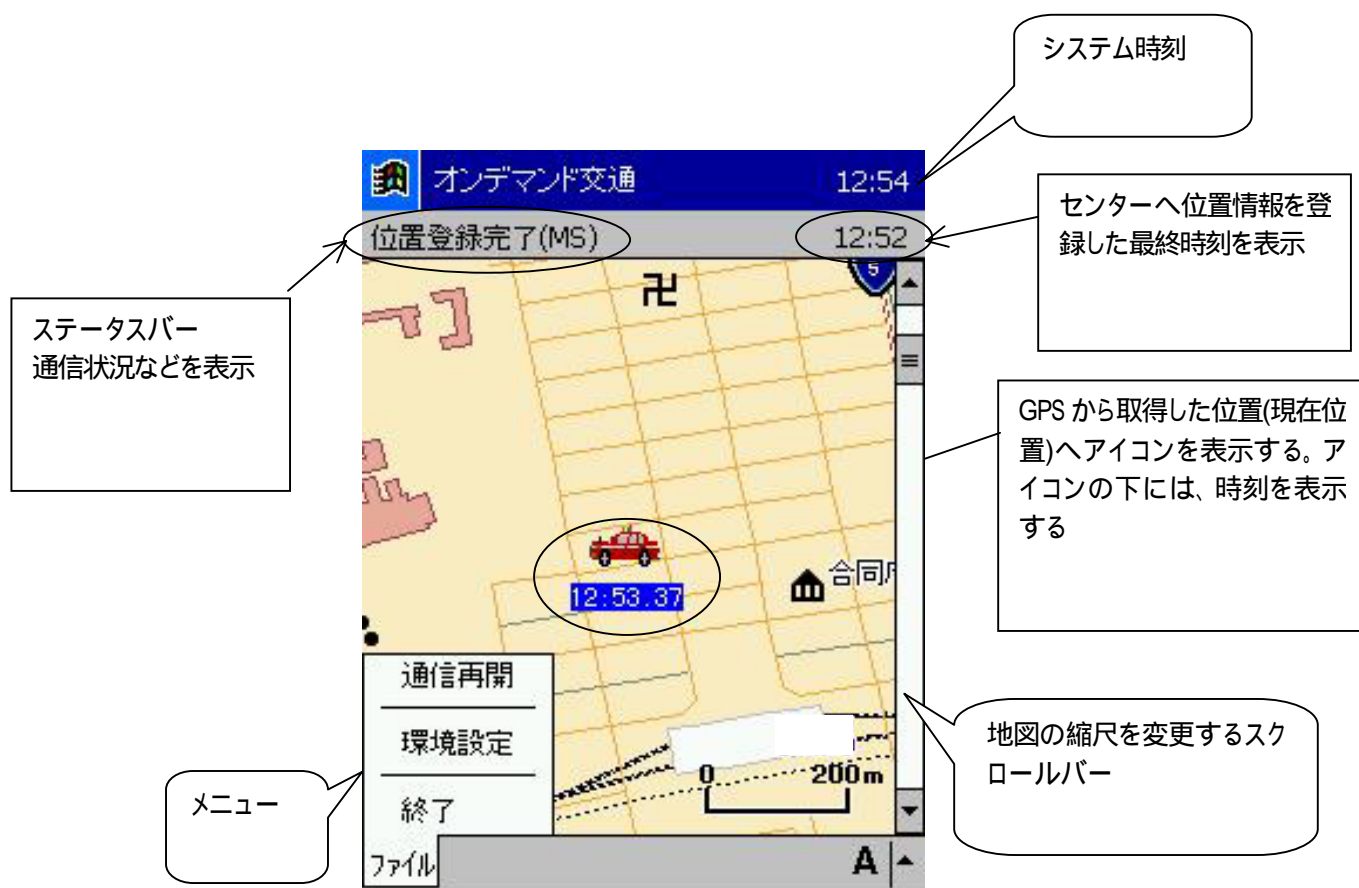 システム時刻
オンデマンド交通 12:54
位置登録完了(MS) 12:52
センターへ位置情報を登
録した最終時刻を表示
ステータスバー
通信状況などを表示
卍
5
GPS から取得した位置(現在位
置)へアイコンを表示する。ア
イコンの下には、時刻を表示
する
12:53.37
合同
通信再開
環境設定
終了
ファイル
メニュー
0 200m
地図の縮尺を変更するスク
ロールバー
A